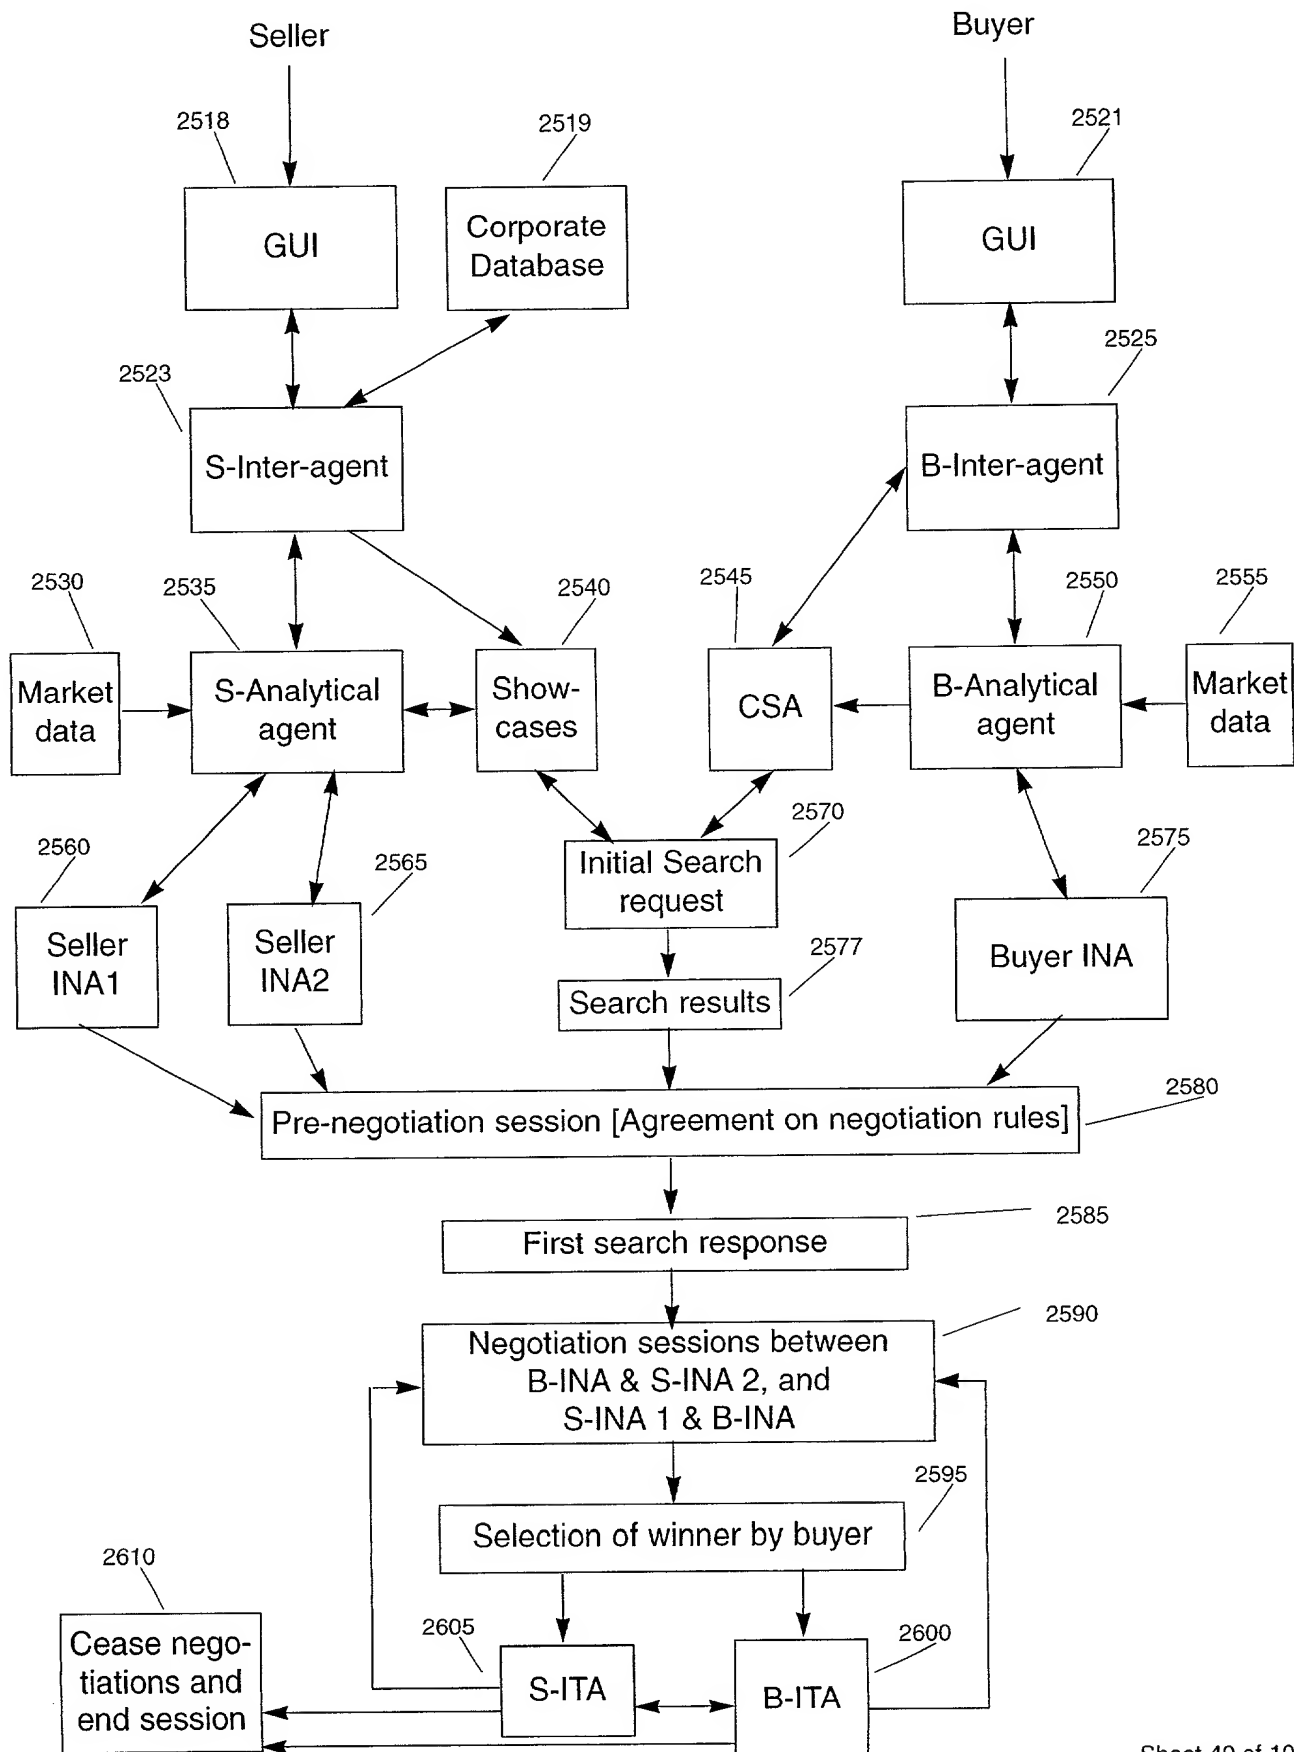 Seller
Buyer
2518
2519
2521
GUI
Corporate
Database
GUI
2523
2525
S-Inter-agent
B-Inter-agent
2530
2535
2540
2545
2550
2555
Market
data
S-Analytical
agent
Show-
cases
CSA
B-Analytical
agent
Market
data
2560
2565
2570
2575
Initial Search
request
Seller
INA1
Seller
INA2
2577
Buyer INA
Search results
2580
Pre-negotiation session [Agreement on negotiation rules]
2585
First search response
2590
Negotiation sessions between
B-INA & S-INA 2, and
S-INA 1 & B-INA
2595
Selection of winner by buyer
2610
2605
2600
Cease nego-
tiations and
end session
S-ITA
B-ITA
Sheet 49 of 10